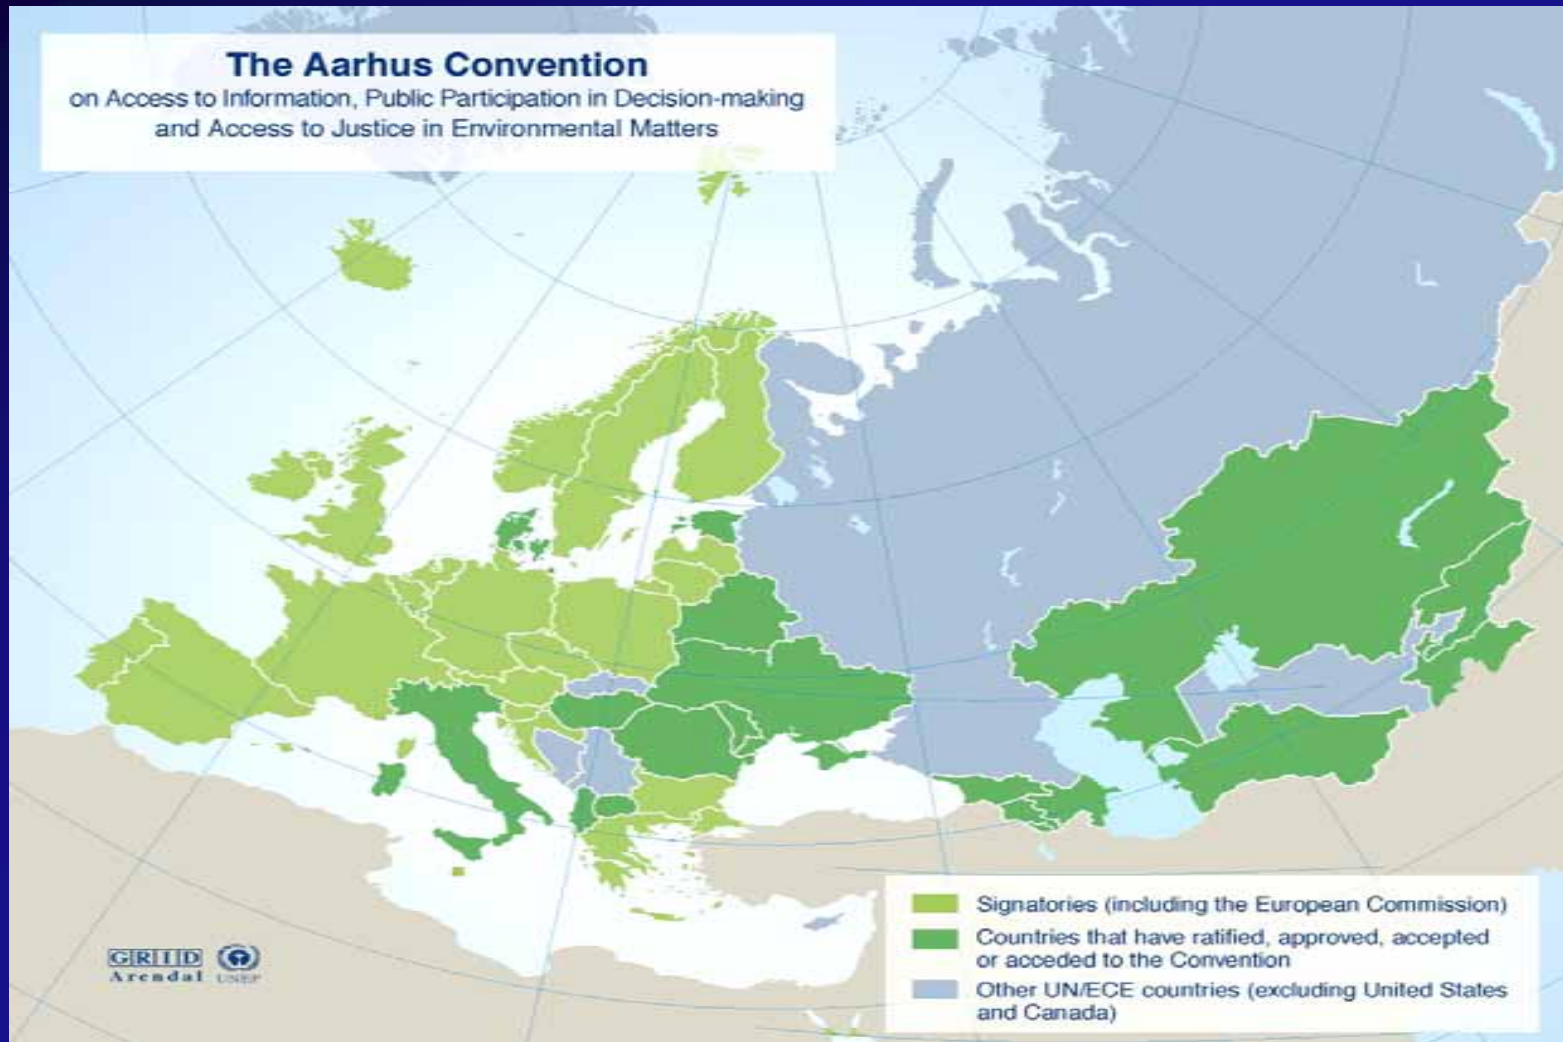 The Aarhus Convention
on Access to Information, Public Participation in Decision-making
and Access to Justice in Environmental Matters
Signatories (including the European Commission)
Countries that have ratified, approved, accepted
or acceded to the Convention
Other UN/ECE countries (excluding United States
and Canada)
GRID
Arendal UNEP